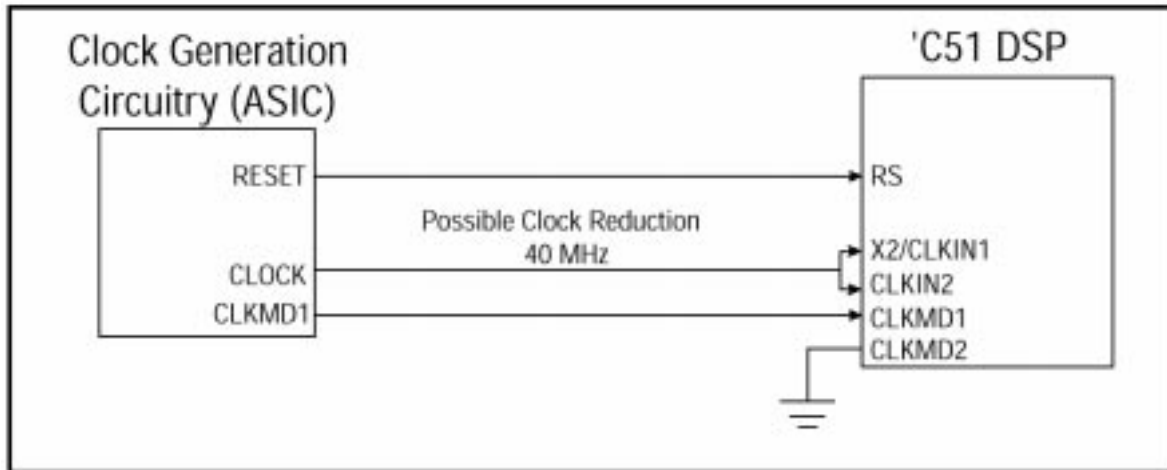 Clock Generation
Circuitry (ASIC)
'C51 DSP
RESET
RS
Possible Clock Reduction
40 MHz
X2/CLKIN1
CLOCK
CLKIN2
CLKMD1
CLKMD1
CLKMD2